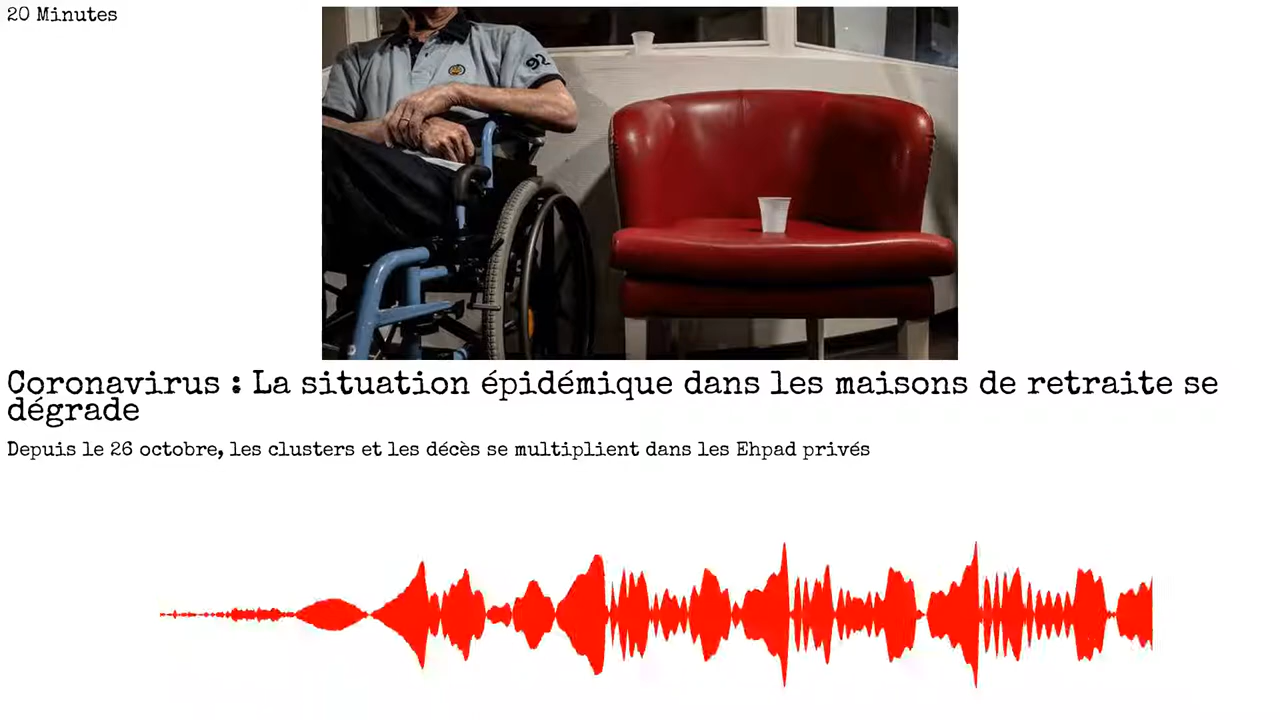 20 Minutes
92
Coronavirus : La situation épidémique dans les maisons de retraite se
dégrade
Depuis le 26 octobre, les clusters et les décès se multiplient dans les Ehpad privés